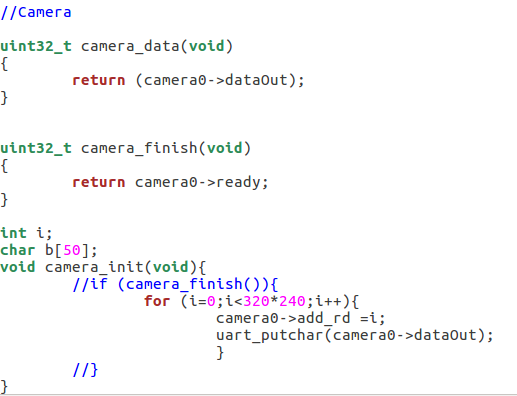 //Camera
uint32_t camera_data(void)
{
return (camera0->dataOut);
}
uint32_t camera_finish(void)
{
return camera0->ready;
}
int i;
char b[50];
void camera_init(void){
//if (camera_finish()){
for (i=0;i<320*240;i++){
camera0->add_rd =i;
uart_putchar(camera0->dataOut);
}
//}
}